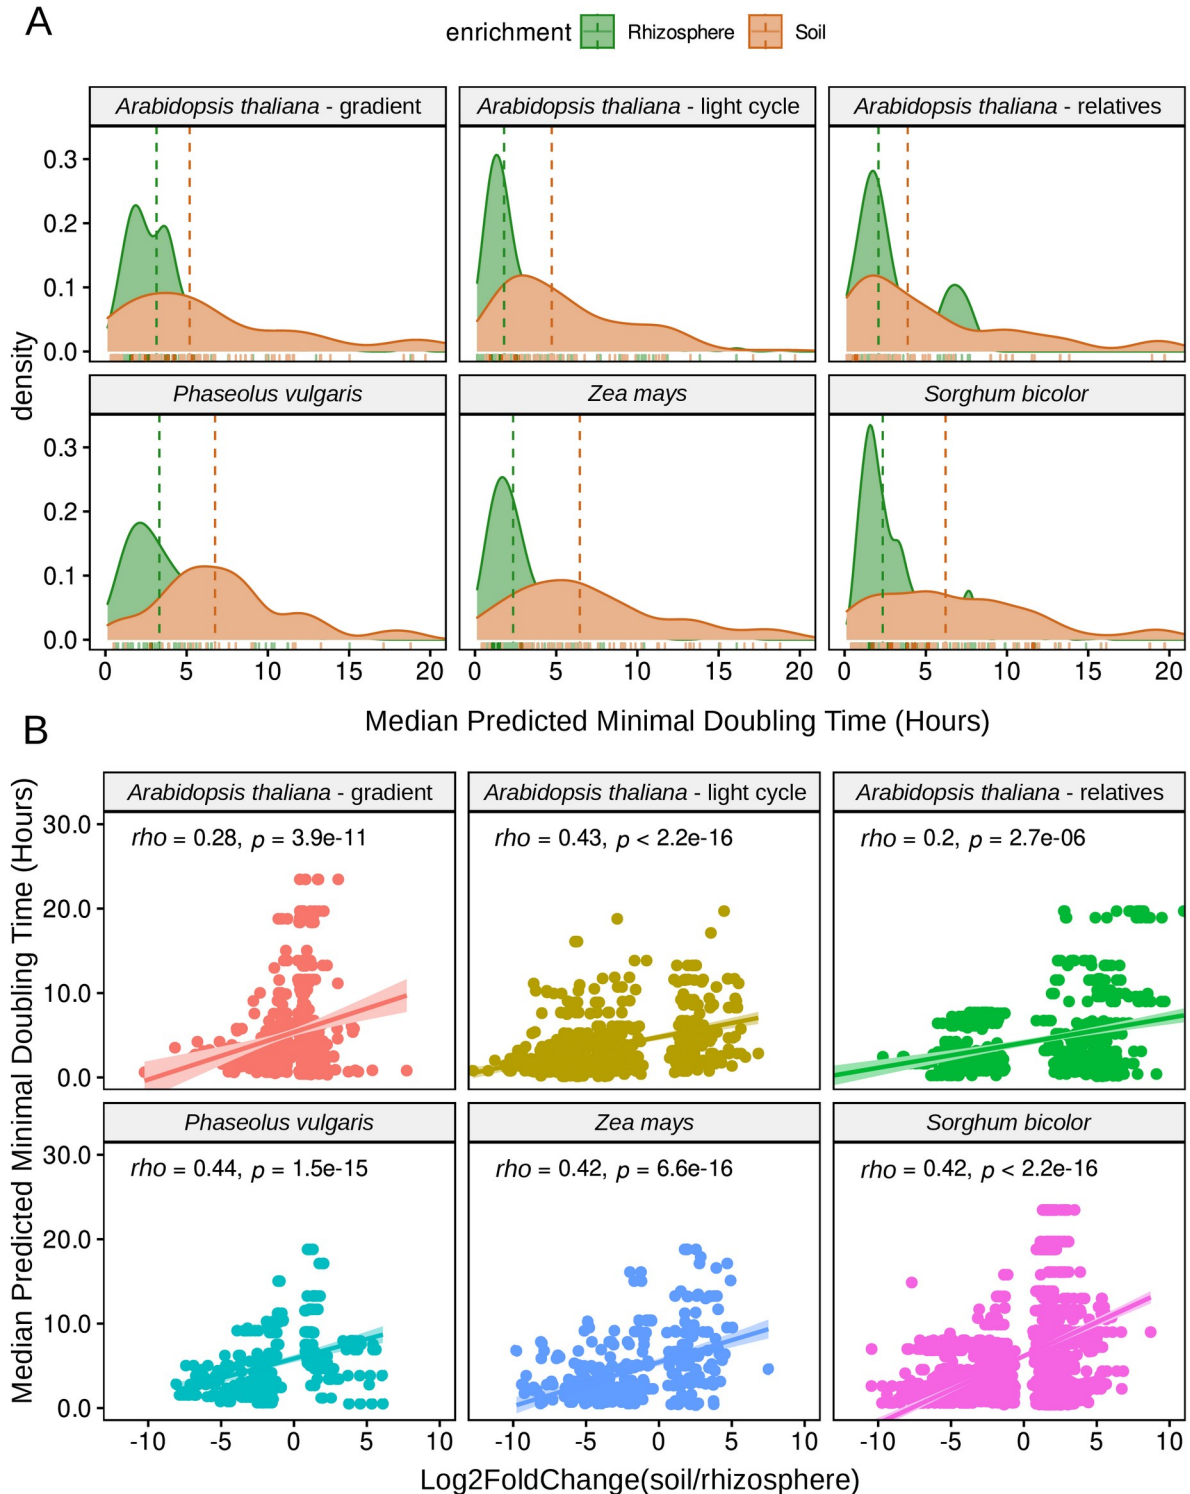 A
enrichment Rhizosphere Soil
Arabidopsis thaliana - gradient
Arabidopsis thaliana - light cycle
Arabidopsis thaliana - relatives
density
0.3
0.2
0.1
0.0
Phaseolus vulgaris
Zea mays
Sorghum bicolor
0.3
0.2
0.1
0.0
0 5 10 15 20
0 5 10 15 20
0 5 10 15 20
Median Predicted Minimal Doubling Time (Hours)
B
Median Predicted Minimal Doubling Time (Hours)
Arabidopsis thaliana - gradient
Arabidopsis thaliana - light cycle
Arabidopsis thaliana - relatives
30.0
20.0
10.0
0.0
rho = 0.28, p = 3.9e-11
rho = 0.43, p < 2.2e-16
rho = 0.2, p = 2.7e-06
Phaseolus vulgaris
Zea mays
Sorghum bicolor
30.0
20.0
10.0
0.0
rho = 0.44, p = 1.5e-15
rho = 0.42, p = 6.6e-16
rho = 0.42, p < 2.2e-16
-10 -5 0 5 10
-10 -5 0 5 10
-10 -5 0 5 10
Log2FoldChange(soil/rhizosphere)